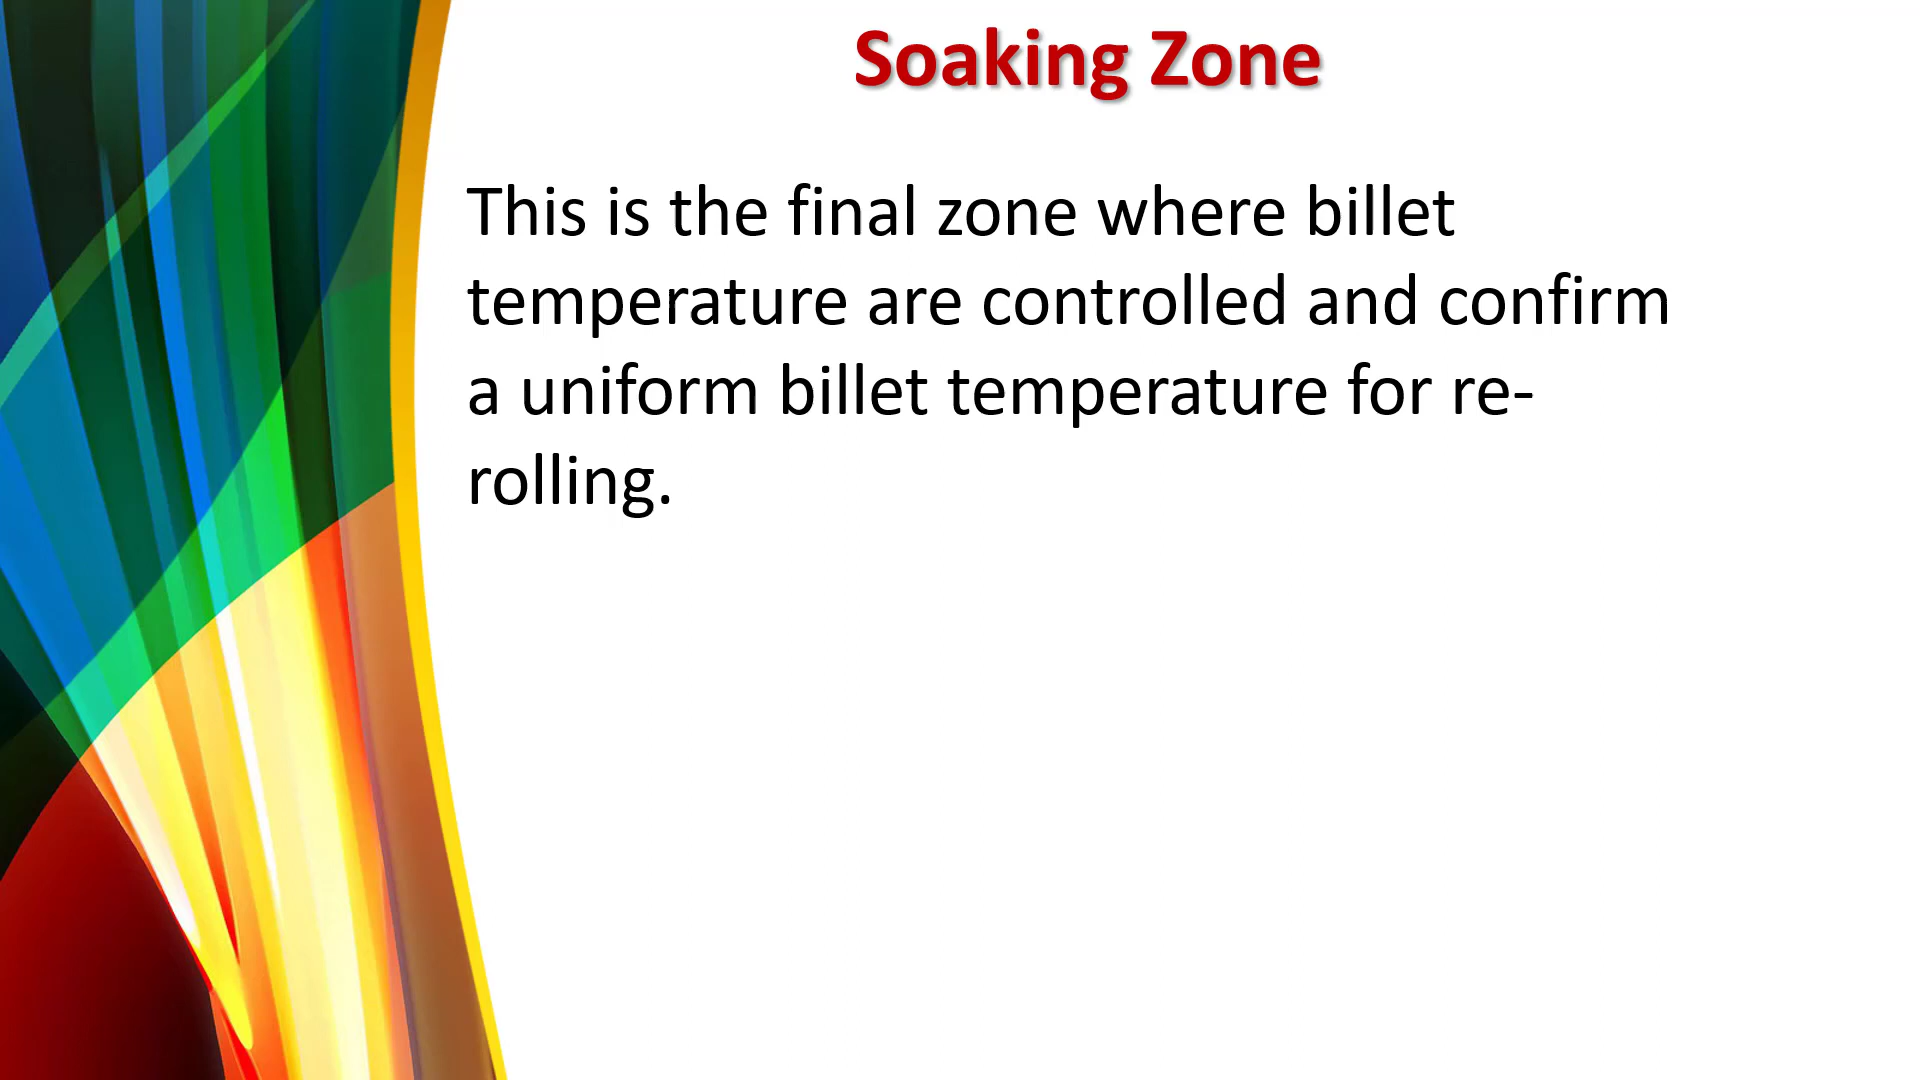 Soaking Zone
This is the final zone where billet
temperature are controlled and confirm
a uniform billet temperature for re-
rolling.